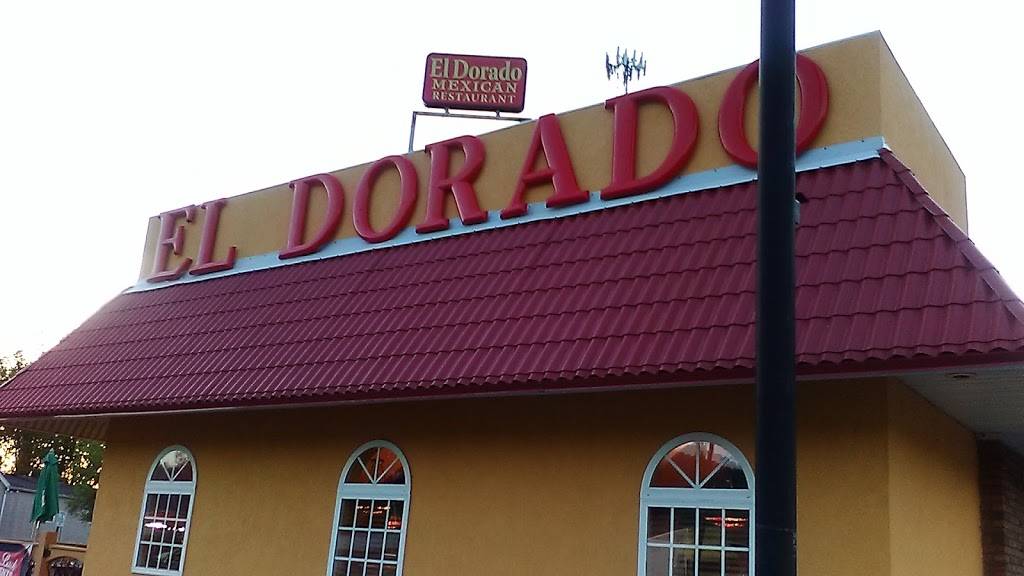 El Dorado
MEXICAN
RESTAURANT
EL DORADO